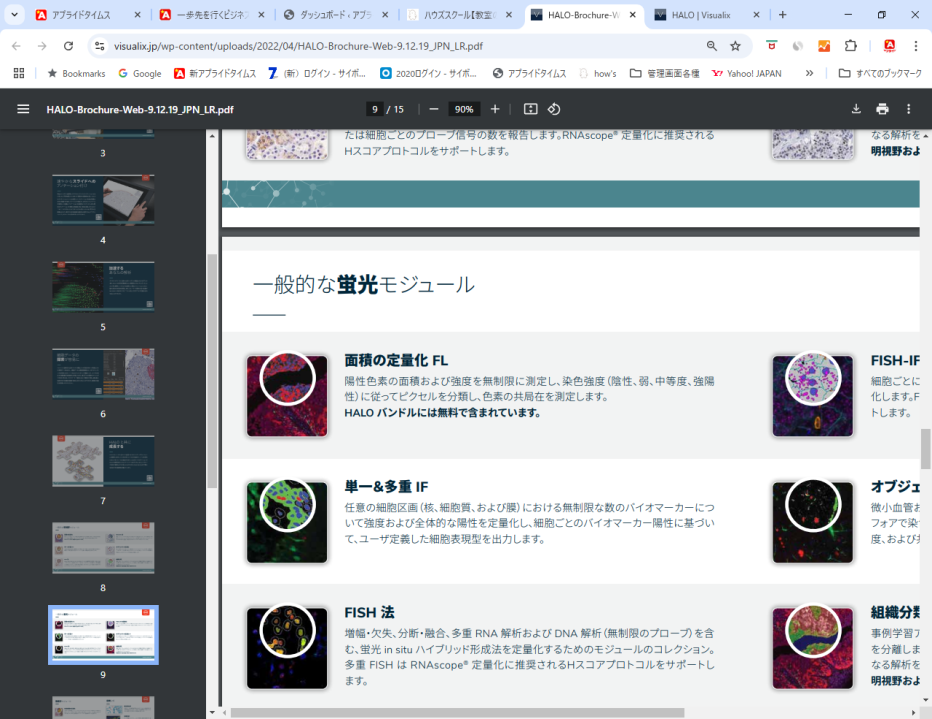 アプライドタイムス
一歩先を行くビジネス
ダッシュボード ‹ アプラ
ハウズスクール【教室の
HALO-Brochure-W
HALO | Visualix
visualix.jp/wp-content/uploads/2022/04/HALO-Brochure-Web-9.12.19_JPN_LR.pdf
Bookmarks
Google
新アプライドタイムス
(新) ログイン - サイボ...
2020ログイン - サイボ...
アプライドタイムス
how's
管理画面各種
Yahoo! JAPAN
すべてのブックマーク
HALO-Brochure-Web-9.12.19_JPN_LR.pdf
9 / 15
90%
3
4
5
6
7
8
9
たは細胞ごとのプローブ信号の数を報告します。RNAscope® 定量化に推奨される
Hスコアプロトコルをサポートします。
なる解析を
明視野およ
一般的な蛍光モジュール
面積の定量化 FL
陽性色素の面積および強度を無制限に測定し、染色強度（陰性、弱、中等度、強陽
性）に従ってピクセルを分類し、色素の共局在を測定します。
HALO バンドルには無料で含まれています。
FISH-IF
細胞ごとに
化します。F
トします。
単一&多重 IF
任意の細胞区画（核、細胞質、および膜）における無制限な数のバイオマーカーにつ
いて強度および全体的な陽性を定量化し、細胞ごとのバイオマーカー陽性に基づい
て、ユーザ定義した細胞表現型を出力します。
オブジェ
微小血管お
フォアで染
度、および共
FISH 法
増幅・欠失、分断・融合、多重 RNA 解析および DNA 解析（無制限のプローブ）を含
む、蛍光 in situ ハイブリッド形成法を定量化するためのモジュールのコレクション。
多重 FISH は RNAscope® 定量化に推奨されるHスコアプロトコルをサポートし
ます。
組織分類
事例学習ア
を分離しま
なる解析を
明視野およ